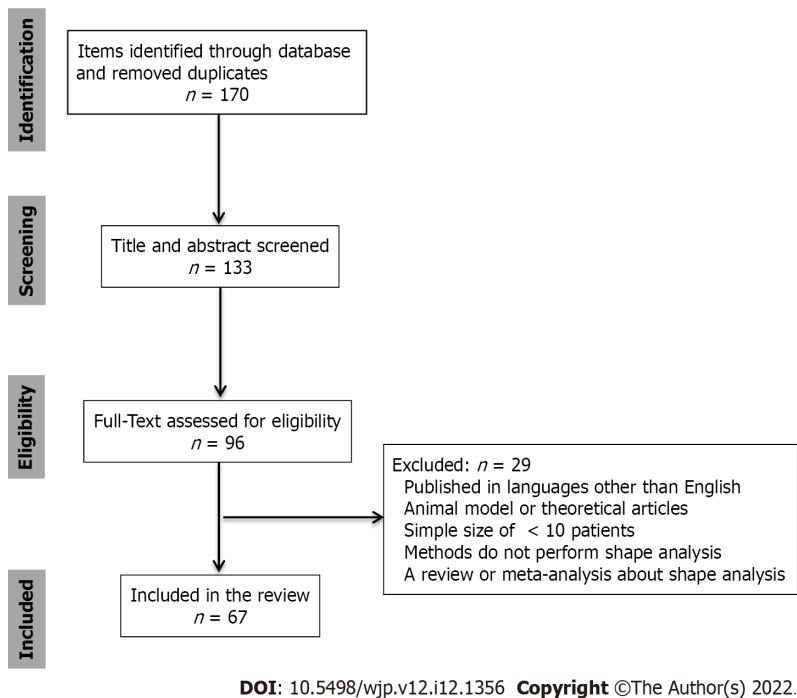 Identification
Items identified through database
and removed duplicates
n = 170
Screening
Title and abstract screened
n = 133
Eligibility
Full-Text assessed for eligibility
n = 96
Excluded: n = 29
Published in languages other than English
Animal model or theoretical articles
Simple size of < 10 patients
Methods do not perform shape analysis
A review or meta-analysis about shape analysis
Included
Included in the review
n = 67
DOI: 10.5498/wjp.v12.i12.1356 Copyright ©The Author(s) 2022.